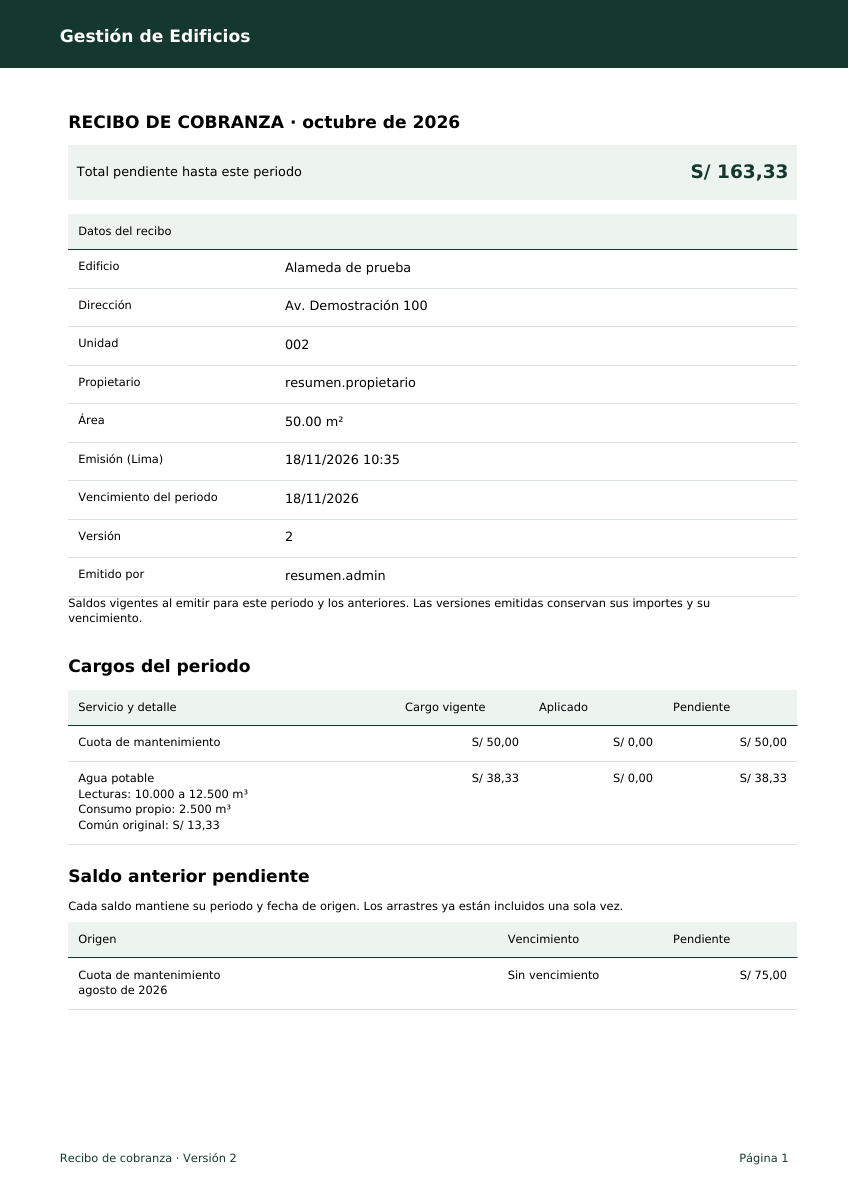 Gestión de Edificios
RECIBO DE COBRANZA · octubre de 2026
Total pendiente hasta este periodo S/ 163,33
Datos del recibo
Edificio Alameda de prueba
Dirección Av. Demostración 100
Unidad 002
Propietario resumen.propietario
Área 50.00 m²
Emisión (Lima) 18/11/2026 10:35
Vencimiento del periodo 18/11/2026
Versión 2
Emitido por resumen.admin
Saldos vigentes al emitir para este periodo y los anteriores. Las versiones emitidas conservan sus importes y su
vencimiento.
Cargos del periodo
Servicio y detalle Cargo vigente Aplicado Pendiente
Cuota de mantenimiento S/ 50,00 S/ 0,00 S/ 50,00
Agua potable S/ 38,33 S/ 0,00 S/ 38,33
Lecturas: 10.000 a 12.500 m³
Consumo propio: 2.500 m³
Común original: S/ 13,33
Saldo anterior pendiente
Cada saldo mantiene su periodo y fecha de origen. Los arrastres ya están incluidos una sola vez.
Origen Vencimiento Pendiente
Cuota de mantenimiento Sin vencimiento S/ 75,00
agosto de 2026
Recibo de cobranza · Versión 2 Página 1